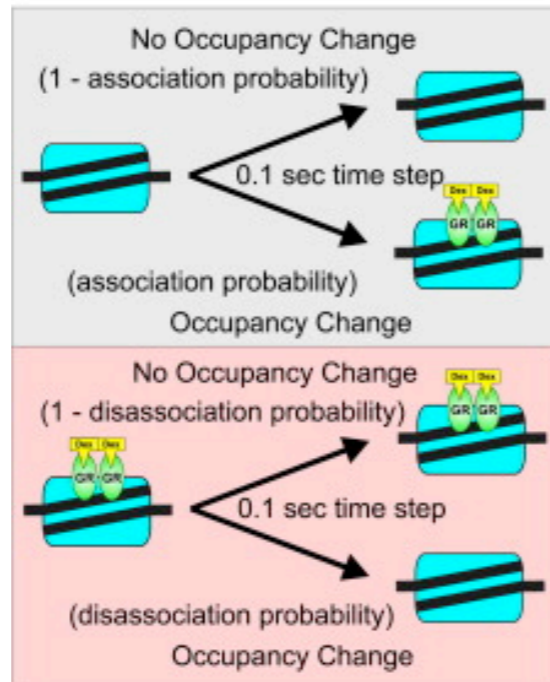 No Occupancy Change
(1 - association probability)
0.1 sec time step
Dex Dex
GR GR
(association probability)
Occupancy Change
No Occupancy Change
(1 - disassociation probability)
Dex Dex
GR GR
Dex Dex
GR GR
0.1 sec time step
(disassociation probability)
Occupancy Change